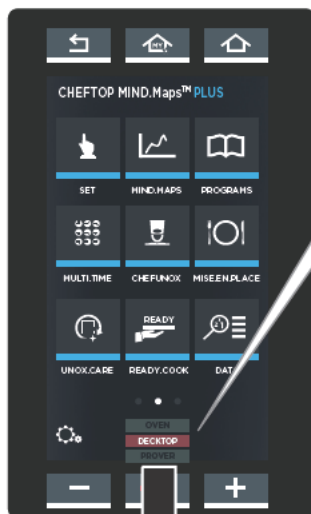 MY
CHEFTOP MIND.Maps™ PLUS
SET MIND.MAPS PROGRAMS
MULTI.TIME CHEFUNOX MISE.EN.PLACE
READY
UNOX.CARE READY.COOK DATA
OVEN
DECKTOP
PROVER